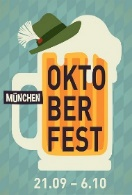 MÜNCHEN
OKTO
BER
FEST
21.09 – 6.10